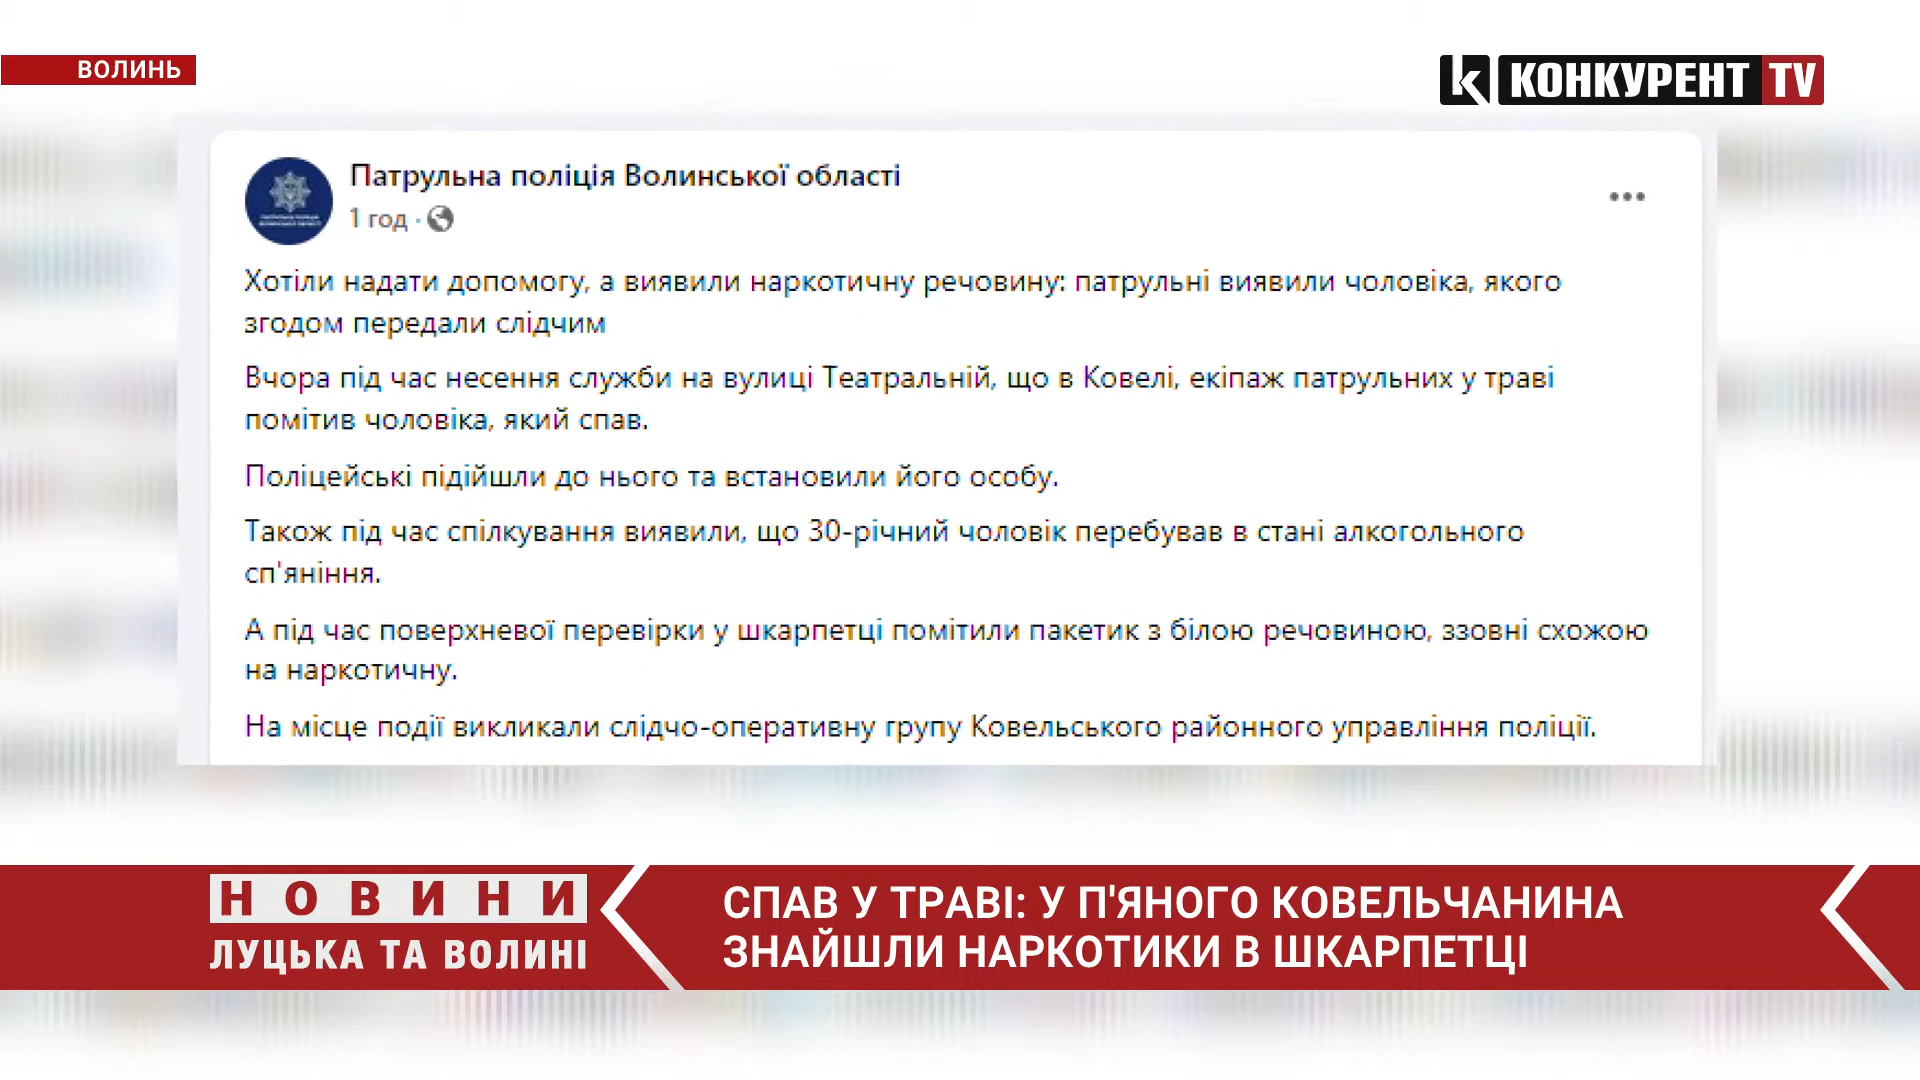 ВОЛИНЬ
КОНКУРЕНТ TV
Патрульна поліція Волинської області
1 год ·
Хотіли надати допомогу, а виявили наркотичну речовину: патрульні виявили чоловіка, якого
згодом передали слідчим
Вчора під час несення служби на вулиці Театральній, що в Ковелі, екіпаж патрульних у траві
помітив чоловіка, який спав.
Поліцейські підійшли до нього та встановили його особу.
Також під час спілкування виявили, що 30-річний чоловік перебував в стані алкогольного
сп'яніння.
А під час поверхневої перевірки у шкарпетці помітили пакетик з білою речовиною, ззовні схожою
на наркотичну.
На місце події викликали слідчо-оперативну групу Ковельського районного управління поліції.
НОВИНИ
ЛУЦЬКА ТА ВОЛИНІ
СПАВ У ТРАВІ: У П'ЯНОГО КОВЕЛЬЧАНИНА
ЗНАЙШЛИ НАРКОТИКИ В ШКАРПЕТЦІ